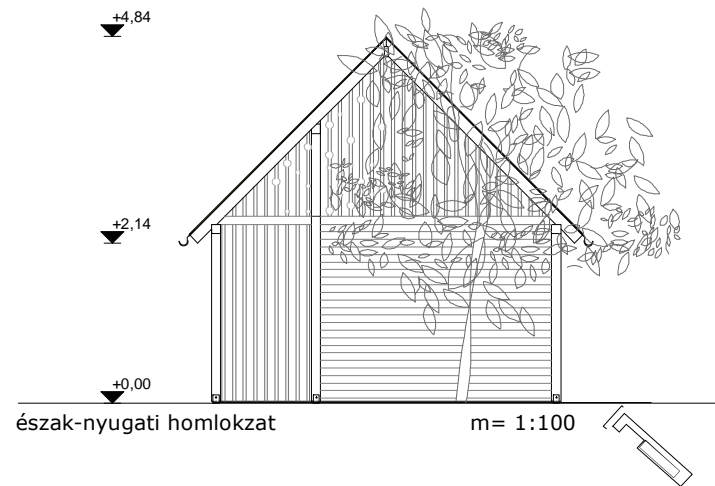 +4,84
+2,14
+0,00
észak-nyugati homlokzat m= 1:100